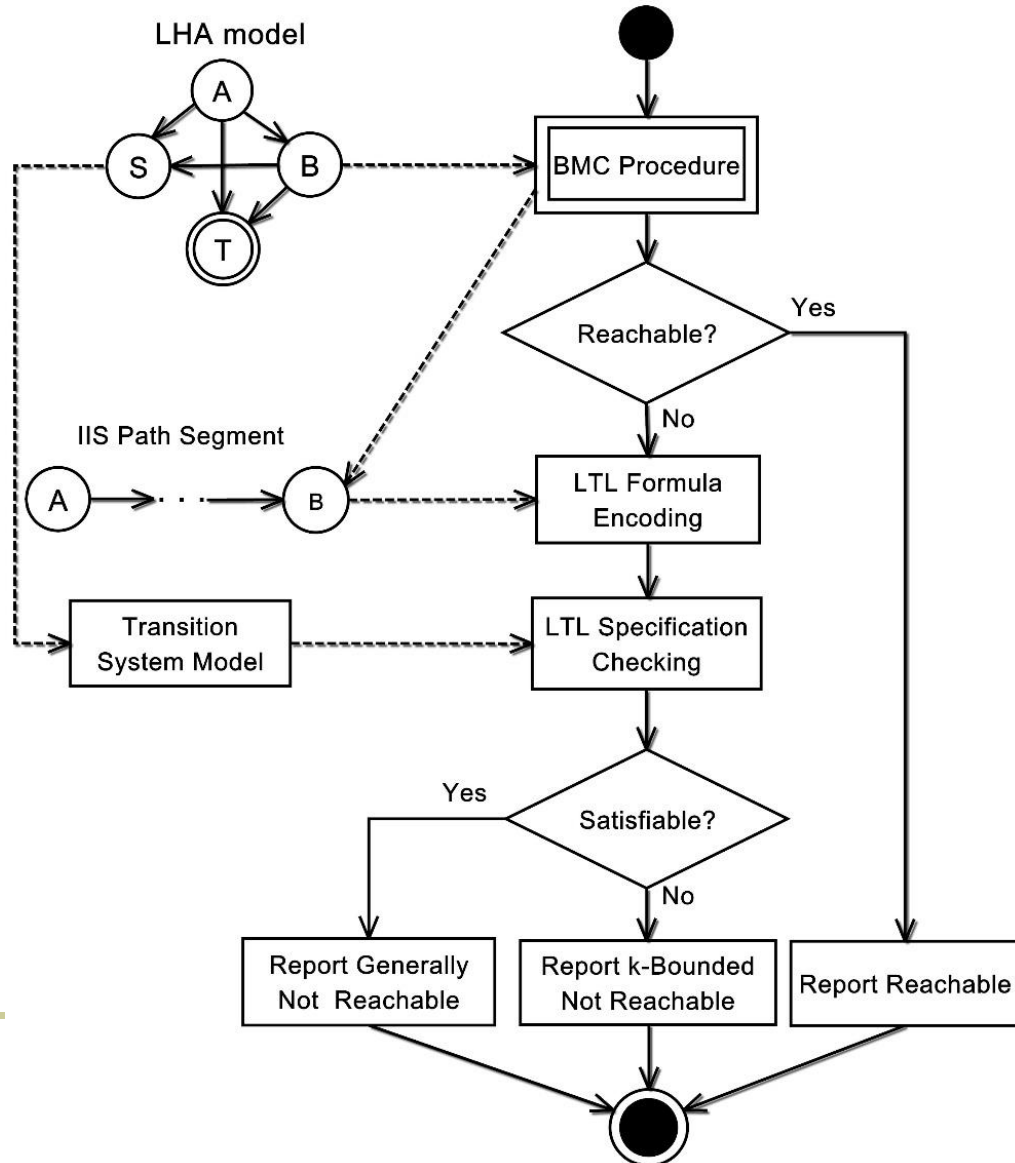 LHA model
A
S
B
T
BMC Procedure
Reachable?
Yes
No
IIS Path Segment
A
. . .
B
LTL Formula
Encoding
Transition
System Model
LTL Specification
Checking
Yes
Satisfiable?
No
Report Generally
Not Reachable
Report k-Bounded
Not Reachable
Report Reachable